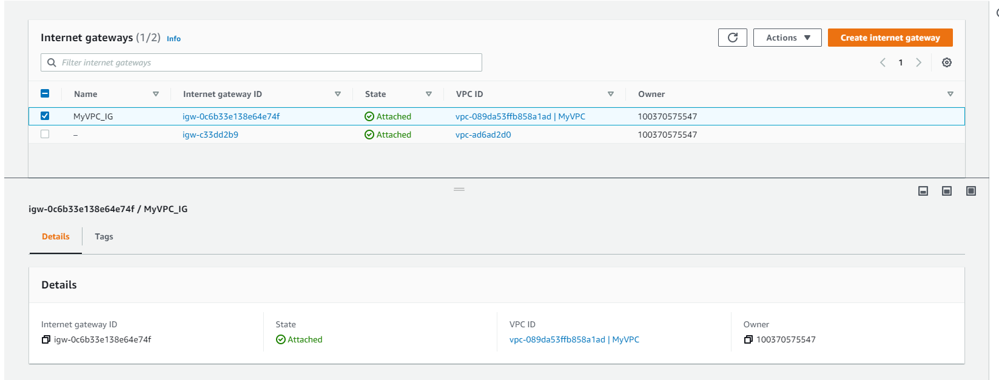 Internet gateways (1/2) Info
Actions
Create internet gateway
Filter internet gateways
1
Name Internet gateway ID State VPC ID Owner
MyVPC_IG igw-0c6b33e138e64e74f Attached vpc-089da53ffb858a1ad | MyVPC 100370575547
– igw-c33dd2b9 Attached vpc-ad6ad2d0 100370575547
igw-0c6b33e138e64e74f / MyVPC_IG
Details Tags
Details
Internet gateway ID State VPC ID Owner
igw-0c6b33e138e64e74f Attached vpc-089da53ffb858a1ad | MyVPC 100370575547